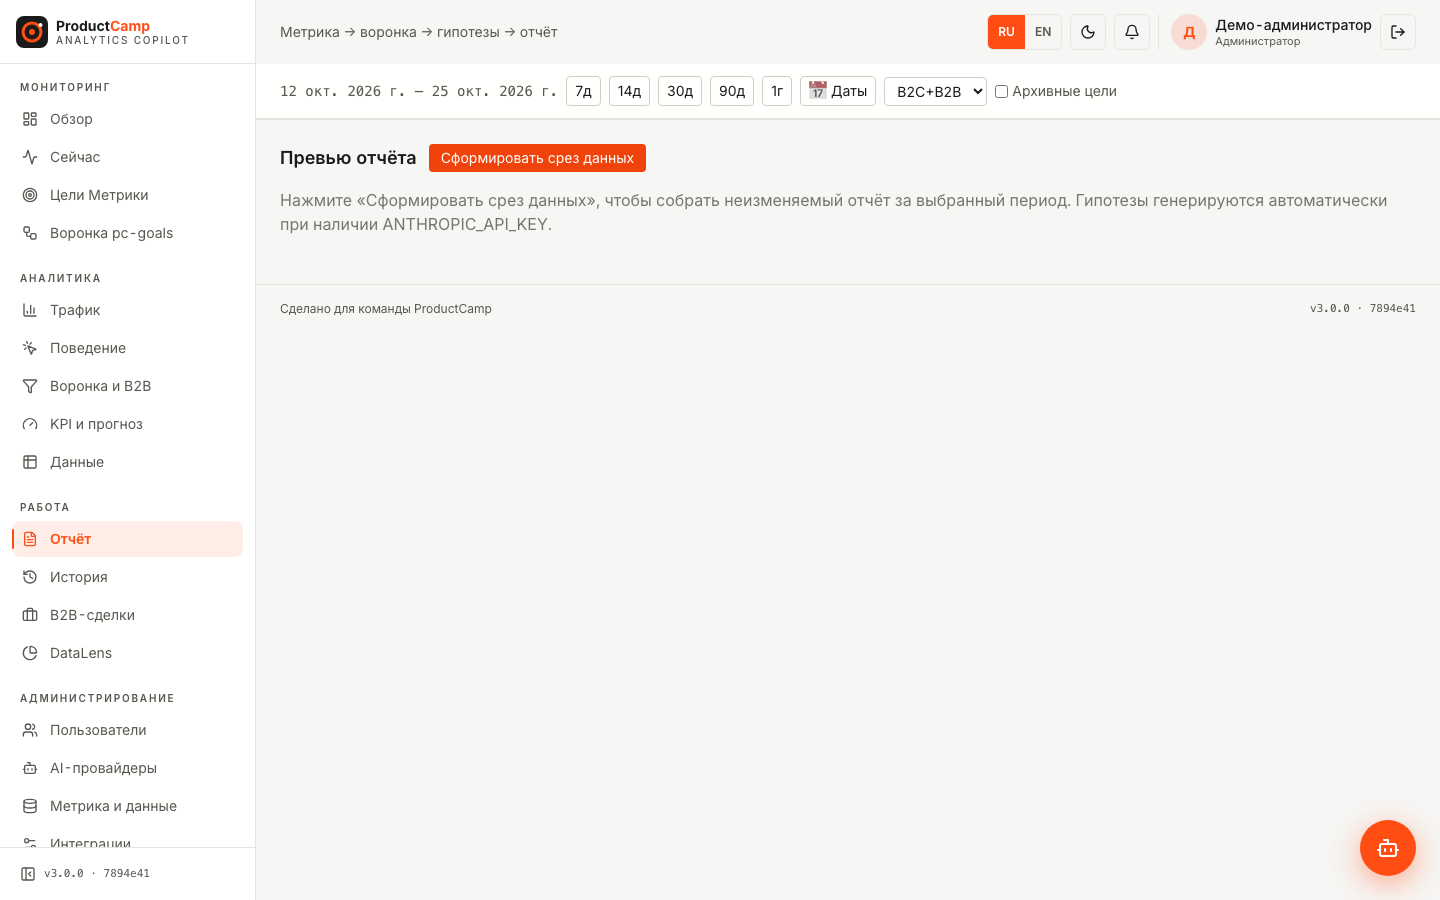 ProductCamp
ANALYTICS COPILOT
МОНИТОРИНГ
Обзор
Сейчас
Цели Метрики
Воронка pc-goals
АНАЛИТИКА
Трафик
Поведение
Воронка и B2B
KPI и прогноз
Данные
РАБОТА
Отчёт
История
B2B-сделки
DataLens
АДМИНИСТРИРОВАНИЕ
Пользователи
AI-провайдеры
Метрика и данные
Интеграции
v3.0.0 · 7894e41
Метрика → воронка → гипотезы → отчёт
RU EN
Д
Демо-администратор
Администратор
12 окт. 2026 г. — 25 окт. 2026 г. 7д 14д 30д 90д 1г 📅 Даты B2C+B2B Архивные цели
Превью отчёта Сформировать срез данных
Нажмите «Сформировать срез данных», чтобы собрать неизменяемый отчёт за выбранный период. Гипотезы генерируются автоматически
при наличии ANTHROPIC_API_KEY.
Сделано для команды ProductCamp
v3.0.0 · 7894e41